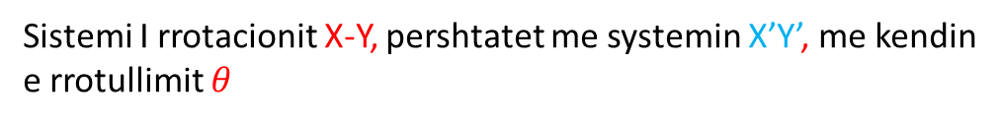 Sistemi I rrotacionit X-Y, pershtatet me systemin X’Y’, me kendin
e rrotullimit θ